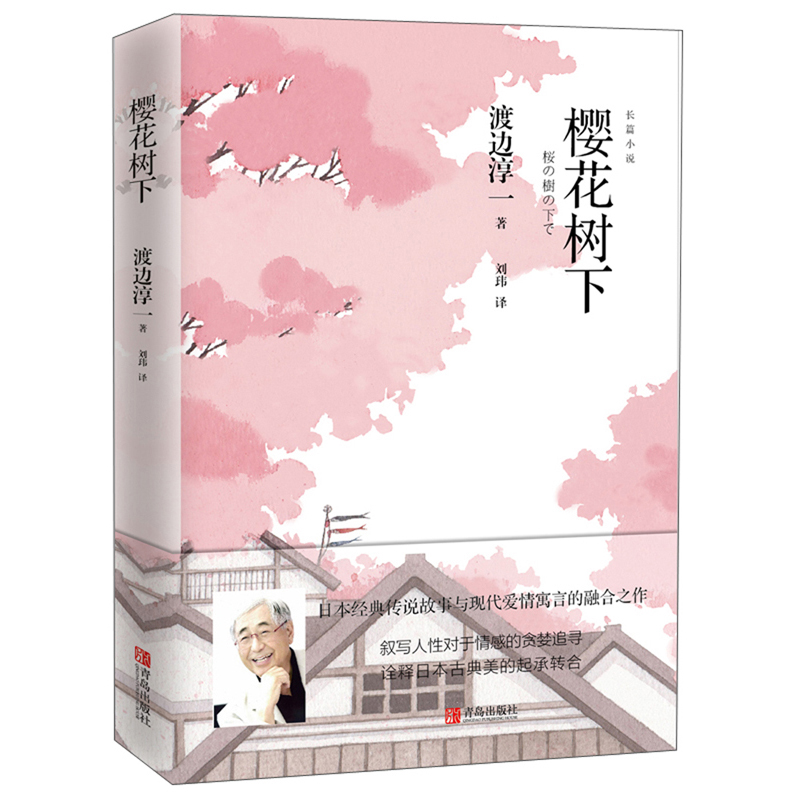 樱花树下
渡边淳一
著
刘玮 译
青岛出版社
长篇小说
樱花树下
桜の樹の下で
渡边淳一
著
刘玮 译
日本经典传说故事与现代爱情寓言的融合之作
叙写人性对于情感的贪婪追寻
诠释日本古典美的起承转合
青岛出版社
QINGDAO PUBLISHING HOUSE